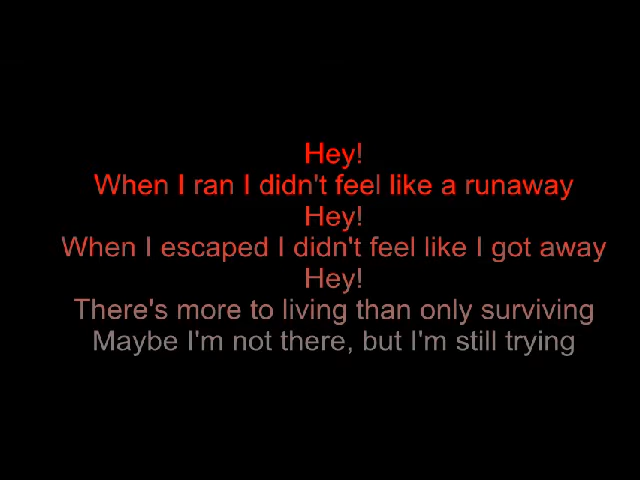 Hey!
When I ran I didn't feel like a runaway
Hey!
When I escaped I didn't feel like I got away
Hey!
There's more to living than only surviving
Maybe I'm not there, but I'm still trying